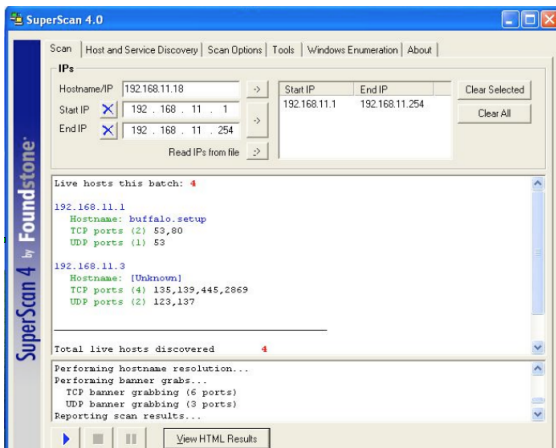 SuperScan 4.0
Scan Host and Service Discovery Scan Options Tools Windows Enumeration About
IPs
Hostname/IP 192.168.11.18 -> Start IP End IP Clear Selected
Start IP X 192 . 168 . 11 . 1 -> 192.168.11.1 192.168.11.254 Clear All
End IP X 192 . 168 . 11 . 254
Read IPs from file ->
SuperScan 4 by Foundstone
Live hosts this batch: 4
192.168.11.1
Hostname: buffalo.setup
TCP ports (2) 53,80
UDP ports (1) 53
192.168.11.3
Hostname: [Unknown]
TCP ports (4) 135,139,445,2869
UDP ports (2) 123,137
Total live hosts discovered 4
Performing hostname resolution...
Performing banner grabs...
TCP banner grabbing (6 ports)
UDP banner grabbing (3 ports)
Reporting scan results...
View HTML Results